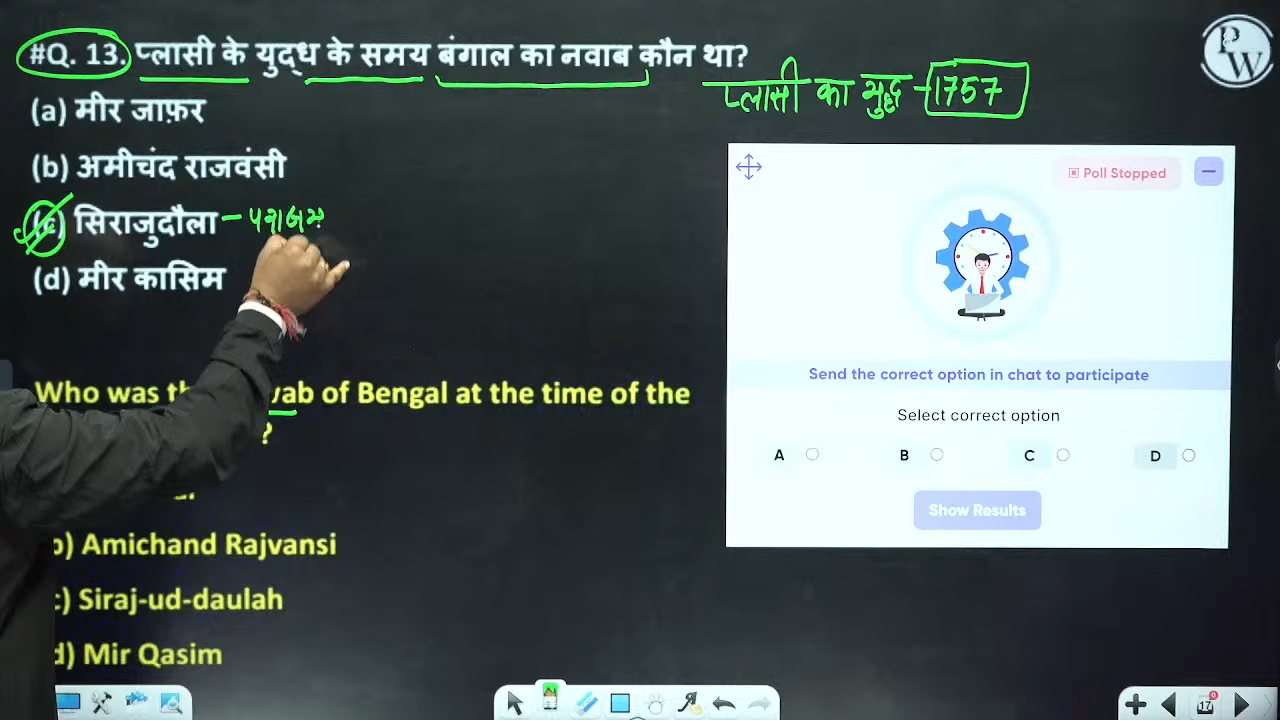 #Q. 13. प्लासी के युद्ध के समय बंगाल का नवाब कौन था?
प्लासी का युद्ध - 1757
(a) मीर जाफ़र
(b) अमीचंद राजवंसी
(c) सिराजुदौला - पराजय
(d) मीर कासिम
Who was of Bengal at the time of the
?
b) Amichand Rajvansi
c) Siraj-ud-daulah
d) Mir Qasim
PW
Poll Stopped
Send the correct option in chat to participate
Select correct option
A B C D
Show Results
17